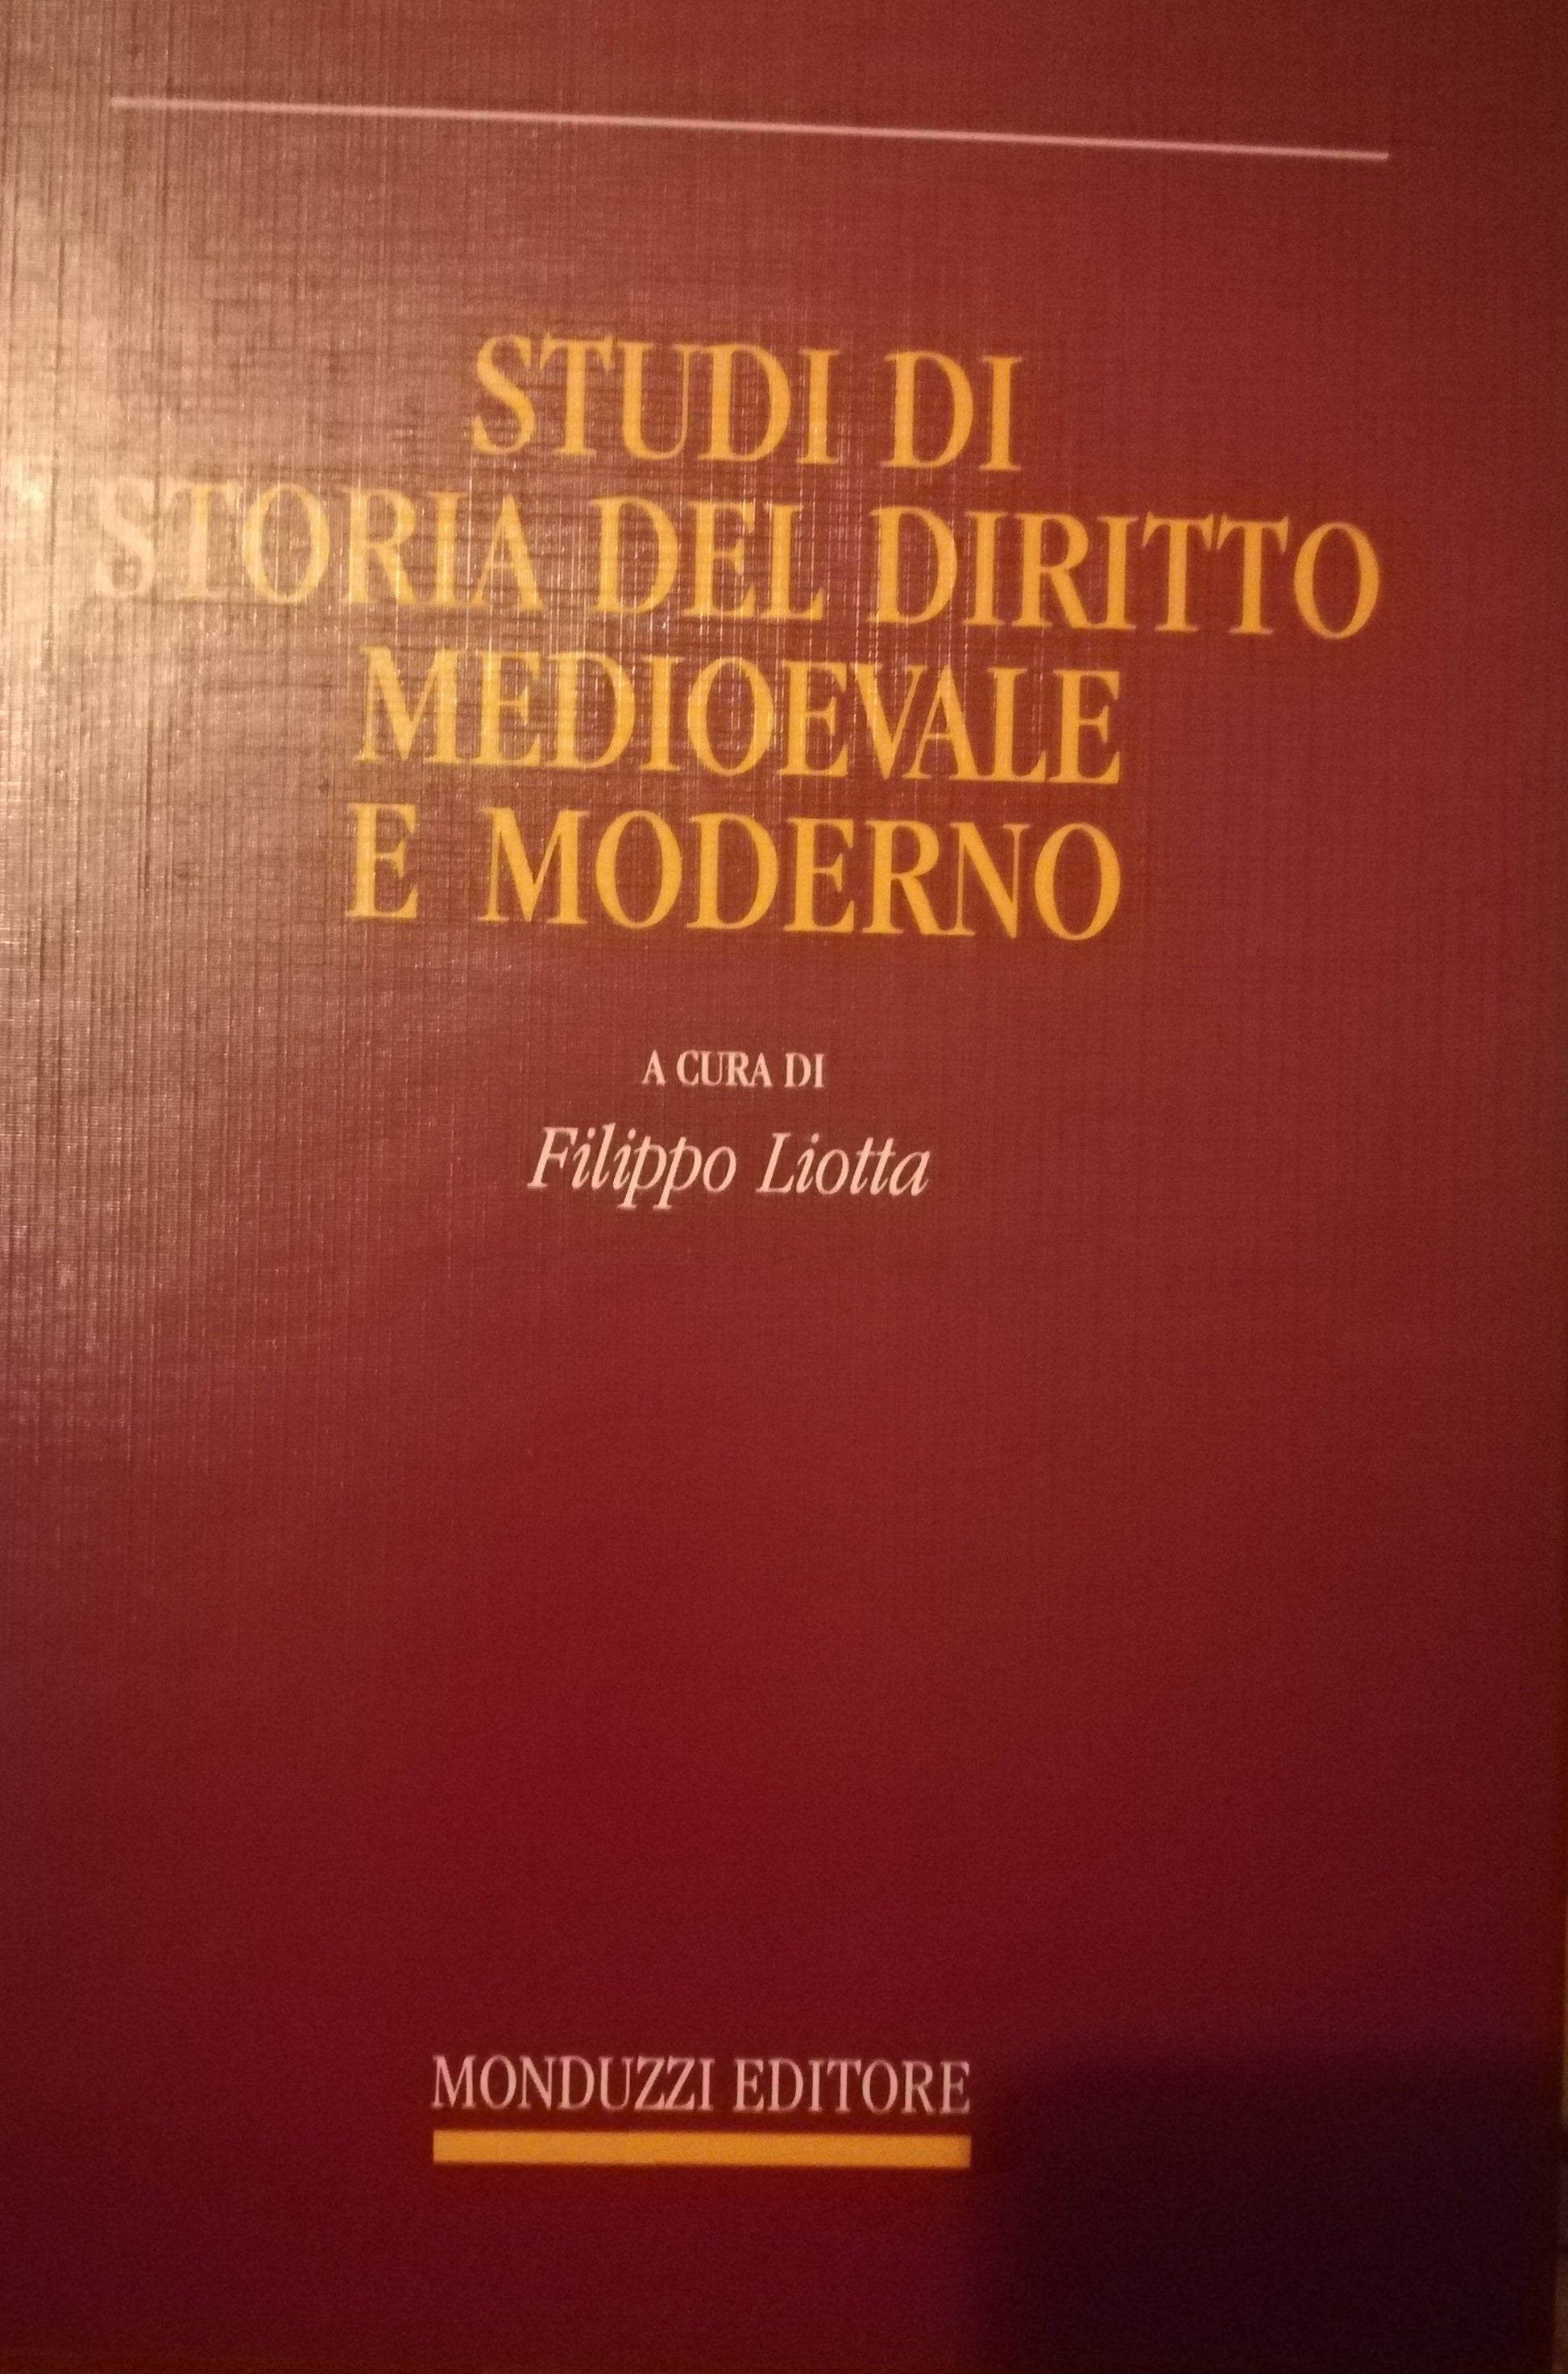 STUDI DI
STORIA DEL DIRITTO
MEDIOEVALE
E MODERNO
A CURA DI
Filippo Liotta
MONDUZZI EDITORE